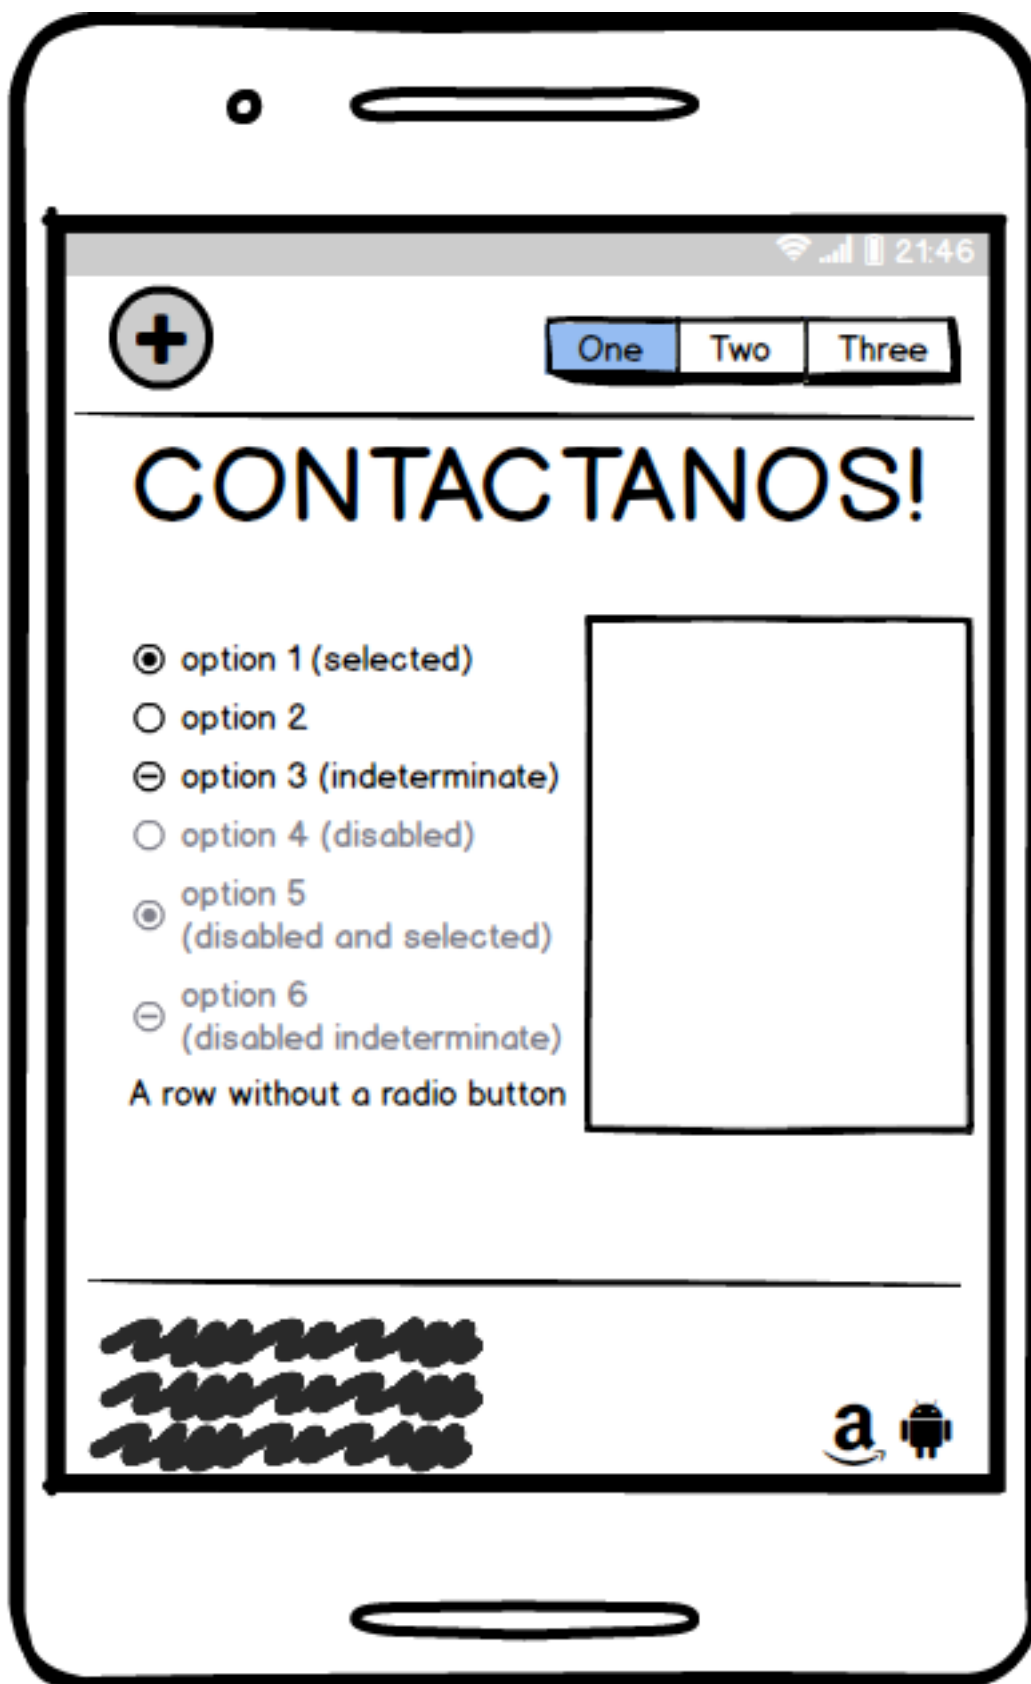 21:46
One Two Three
CONTACTANOS!
option 1 (selected)
option 2
option 3 (indeterminate)
option 4 (disabled)
option 5
(disabled and selected)
option 6
(disabled indeterminate)
A row without a radio button
a